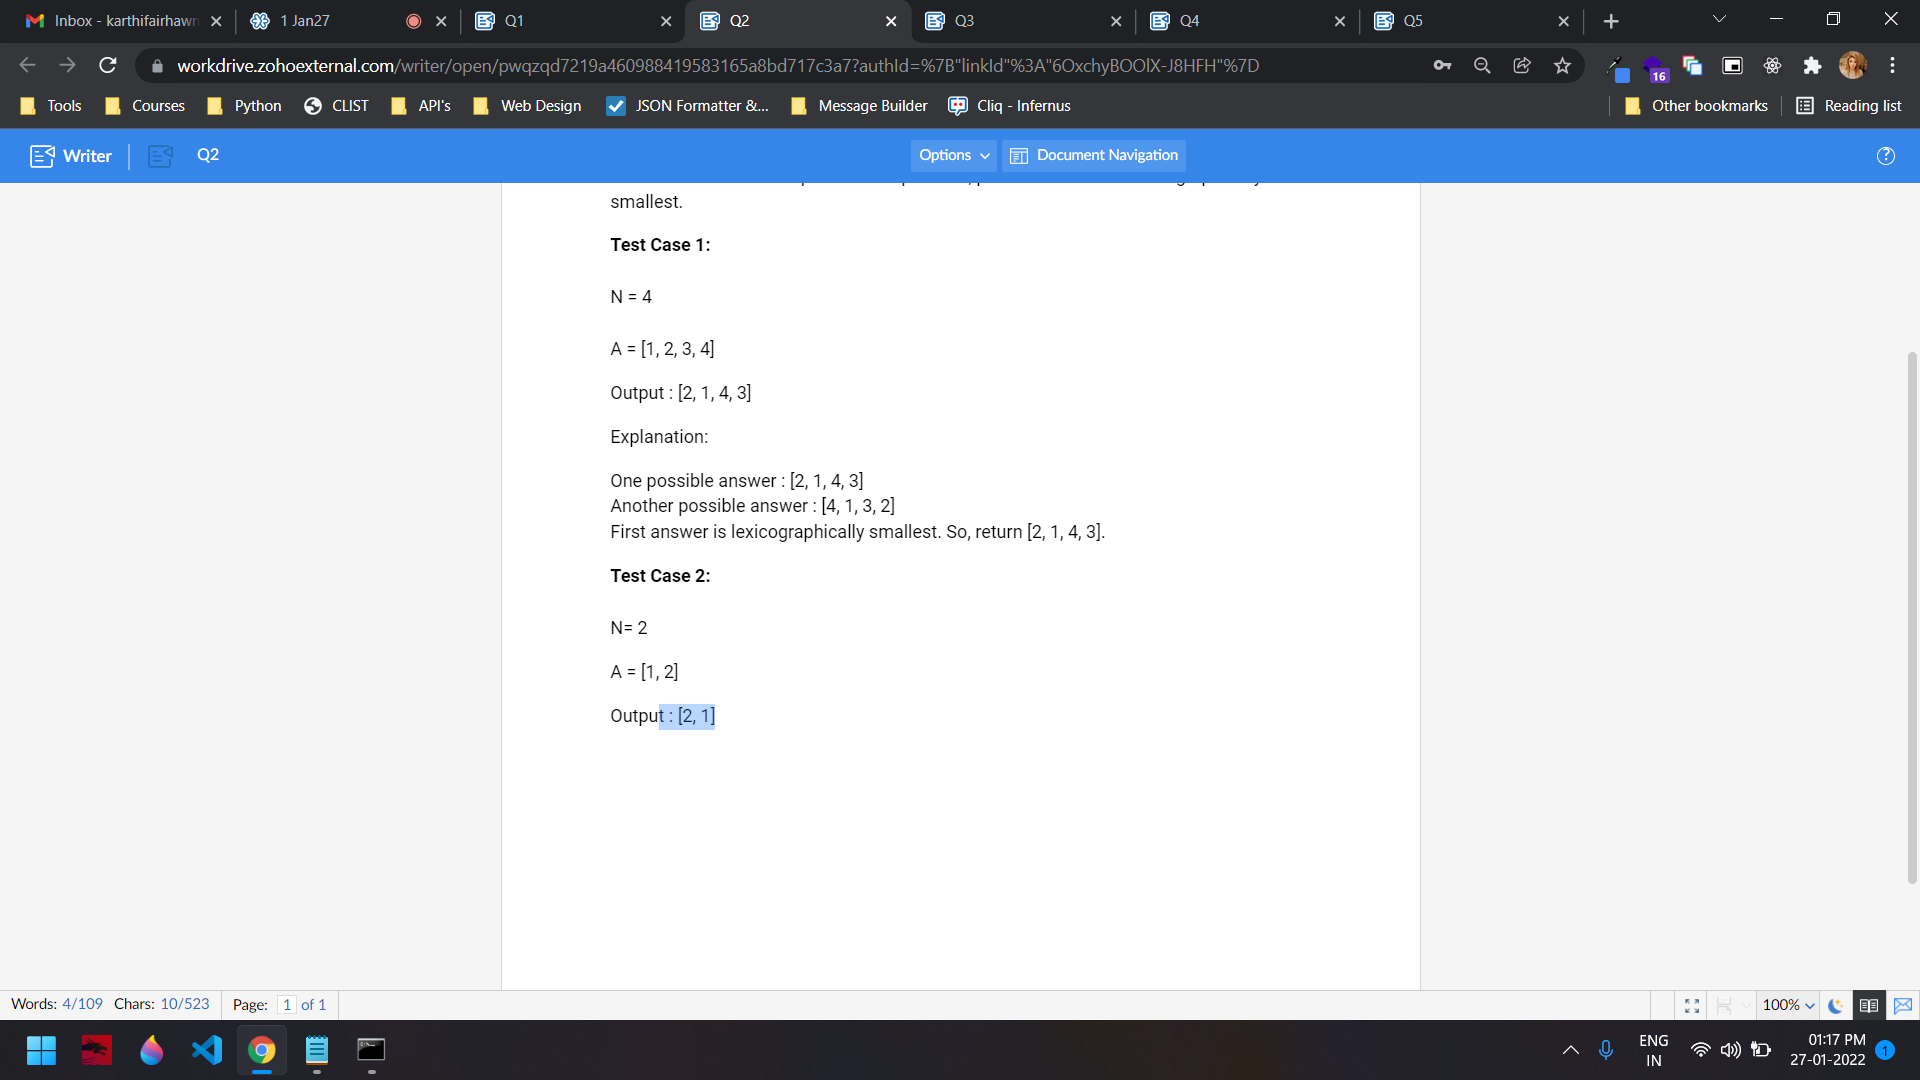 Inbox - karthifairhawn
1 Jan27
Q1
Q2
Q3
Q4
Q5
workdrive.zohoexternal.com/writer/open/pwqzqd7219a460988419583165a8bd717c3a7?authId=%7B"linkId"%3A"6OxchyBOOlX-J8HFH"%7D
16
Tools
Courses
Python
CLIST
API's
Web Design
JSON Formatter &...
Message Builder
Cliq - Infernus
Other bookmarks
Reading list
Writer
Q2
Options
Document Navigation
smallest.
Test Case 1:
N = 4
A = [1, 2, 3, 4]
Output : [2, 1, 4, 3]
Explanation:
One possible answer : [2, 1, 4, 3]
Another possible answer : [4, 1, 3, 2]
First answer is lexicographically smallest. So, return [2, 1, 4, 3].
Test Case 2:
N= 2
A = [1, 2]
Output : [2, 1]
Words: 4/109 Chars: 10/523 Page: 1 of 1
100%
ENG
IN
01:17 PM
27-01-2022
1